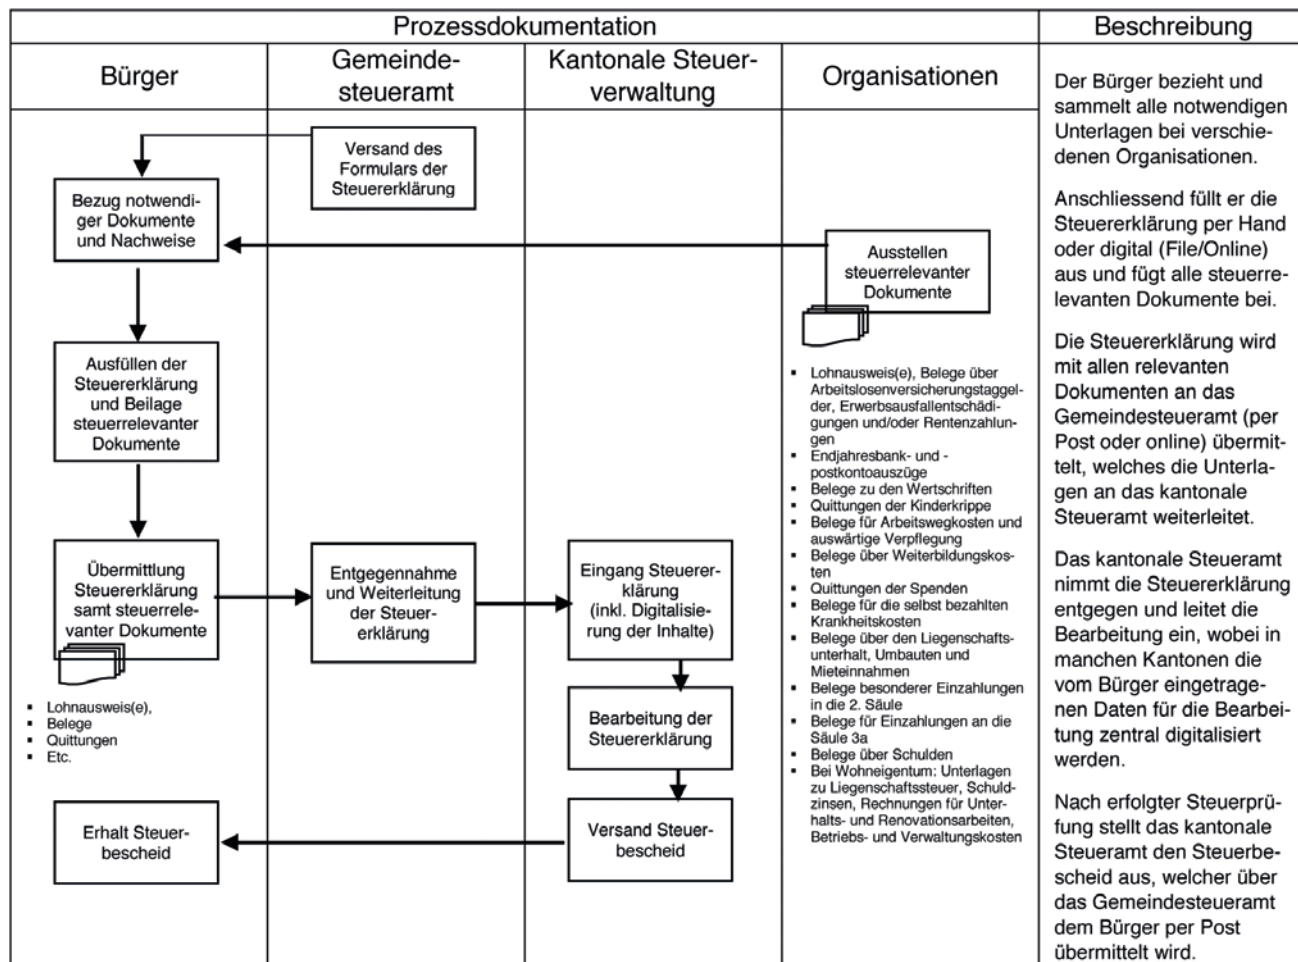 Prozessdokumentation
Beschreibung
Bürger
Gemeinde-
steueramt
Kantonale Steuer-
verwaltung
Organisationen
Versand des
Formulars der
Steuererklärung
Bezug notwendi-
ger Dokumente
und Nachweise
Ausstellen
steuerrelevanter
Dokumente
Ausfüllen der
Steuererklärung
und Beilage
steuerrelevanter
Dokumente
Übermittlung
Steuererklärung
samt steuerrele-
vanter Dokumente
▪ Lohnausweis(e),
▪ Belege
▪ Quittungen
▪ Etc.
Entgegennahme
und Weiterleitung
der Steuer-
erklärung
Eingang Steuerer-
klärung
(inkl. Digitalisie-
rung der Inhalte)
Bearbeitung der
Steuererklärung
Versand Steuer-
bescheid
Erhalt Steuer-
bescheid
▪ Lohnausweis(e), Belege über
Arbeitslosenversicherungstaggel-
der, Erwerbsausfallentschädi-
gungen und/oder Rentenzahlun-
gen
▪ Endjahresbank- und -
postkontoauszüge
▪ Belege zu den Wertschriften
▪ Quittungen der Kinderkrippe
▪ Belege für Arbeitswegkosten und
auswärtige Verpflegung
▪ Belege über Weiterbildungskos-
ten
▪ Quittungen der Spenden
▪ Belege für die selbst bezahlten
Krankheitskosten
▪ Belege über den Liegenschafts-
unterhalt, Umbauten und
Mieteinnahmen
▪ Belege besonderer Einzahlungen
in die 2. Säule
▪ Belege für Einzahlungen an die
Säule 3a
▪ Belege über Schulden
▪ Bei Wohneigentum: Unterlagen
zu Liegenschaftssteuer, Schuld-
zinsen, Rechnungen für Unter-
halts- und Renovationsarbeiten,
Betriebs- und Verwaltungskosten
Der Bürger bezieht und
sammelt alle notwendigen
Unterlagen bei verschie-
denen Organisationen.
Anschliessend füllt er die
Steuererklärung per Hand
oder digital (File/Online)
aus und fügt alle steuerre-
levanten Dokumente bei.
Die Steuererklärung wird
mit allen relevanten
Dokumenten an das
Gemeindesteueramt (per
Post oder online) übermit-
telt, welches die Unterla-
gen an das kantonale
Steueramt weiterleitet.
Das kantonale Steueramt
nimmt die Steuererklärung
entgegen und leitet die
Bearbeitung ein, wobei in
manchen Kantonen die
vom Bürger eingetrage-
nen Daten für die Bearbei-
tung zentral digitalisiert
werden.
Nach erfolgter Steuerprü-
fung stellt das kantonale
Steueramt den Steuerbe-
scheid aus, welcher über
das Gemeindesteueramt
dem Bürger per Post
übermittelt wird.